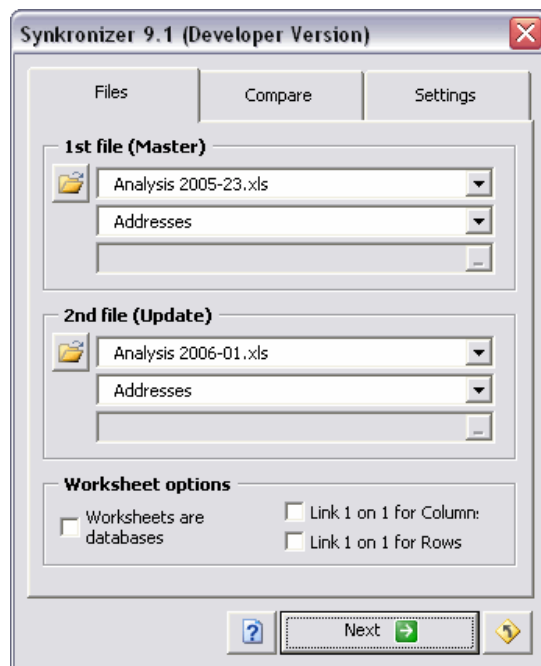 Synkronizer 9.1 (Developer Version)
Files Compare Settings
1st file (Master)
Analysis 2005-23.xls
Addresses
...
2nd file (Update)
Analysis 2006-01.xls
Addresses
...
Worksheet options
Worksheets are
databases
Link 1 on 1 for Column:
Link 1 on 1 for Rows
? Next